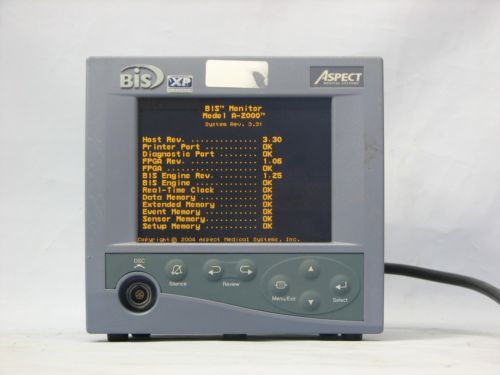 BIS XP ASPECT
MEDICAL SYSTEMS
BIS™ Monitor
Model A-2000™
System Rev. 3.31
Host Rev. .............. 3.30
Printer Port ........... OK
Diagnostic Port ........ OK
FPGA Rev. .............. 1.06
FPGA ................... OK
BIS Engine Rev. ........ 1.25
BIS Engine ............. OK
Real-Time Clock ........ OK
Data Memory ............ OK
Extended Memory ........ OK
Event Memory ........... OK
Sensor Memory .......... OK
Setup Memory ........... OK
Copyright © 2004 Aspect Medical Systems, Inc.
DSC
Silence Review Menu/Exit Select